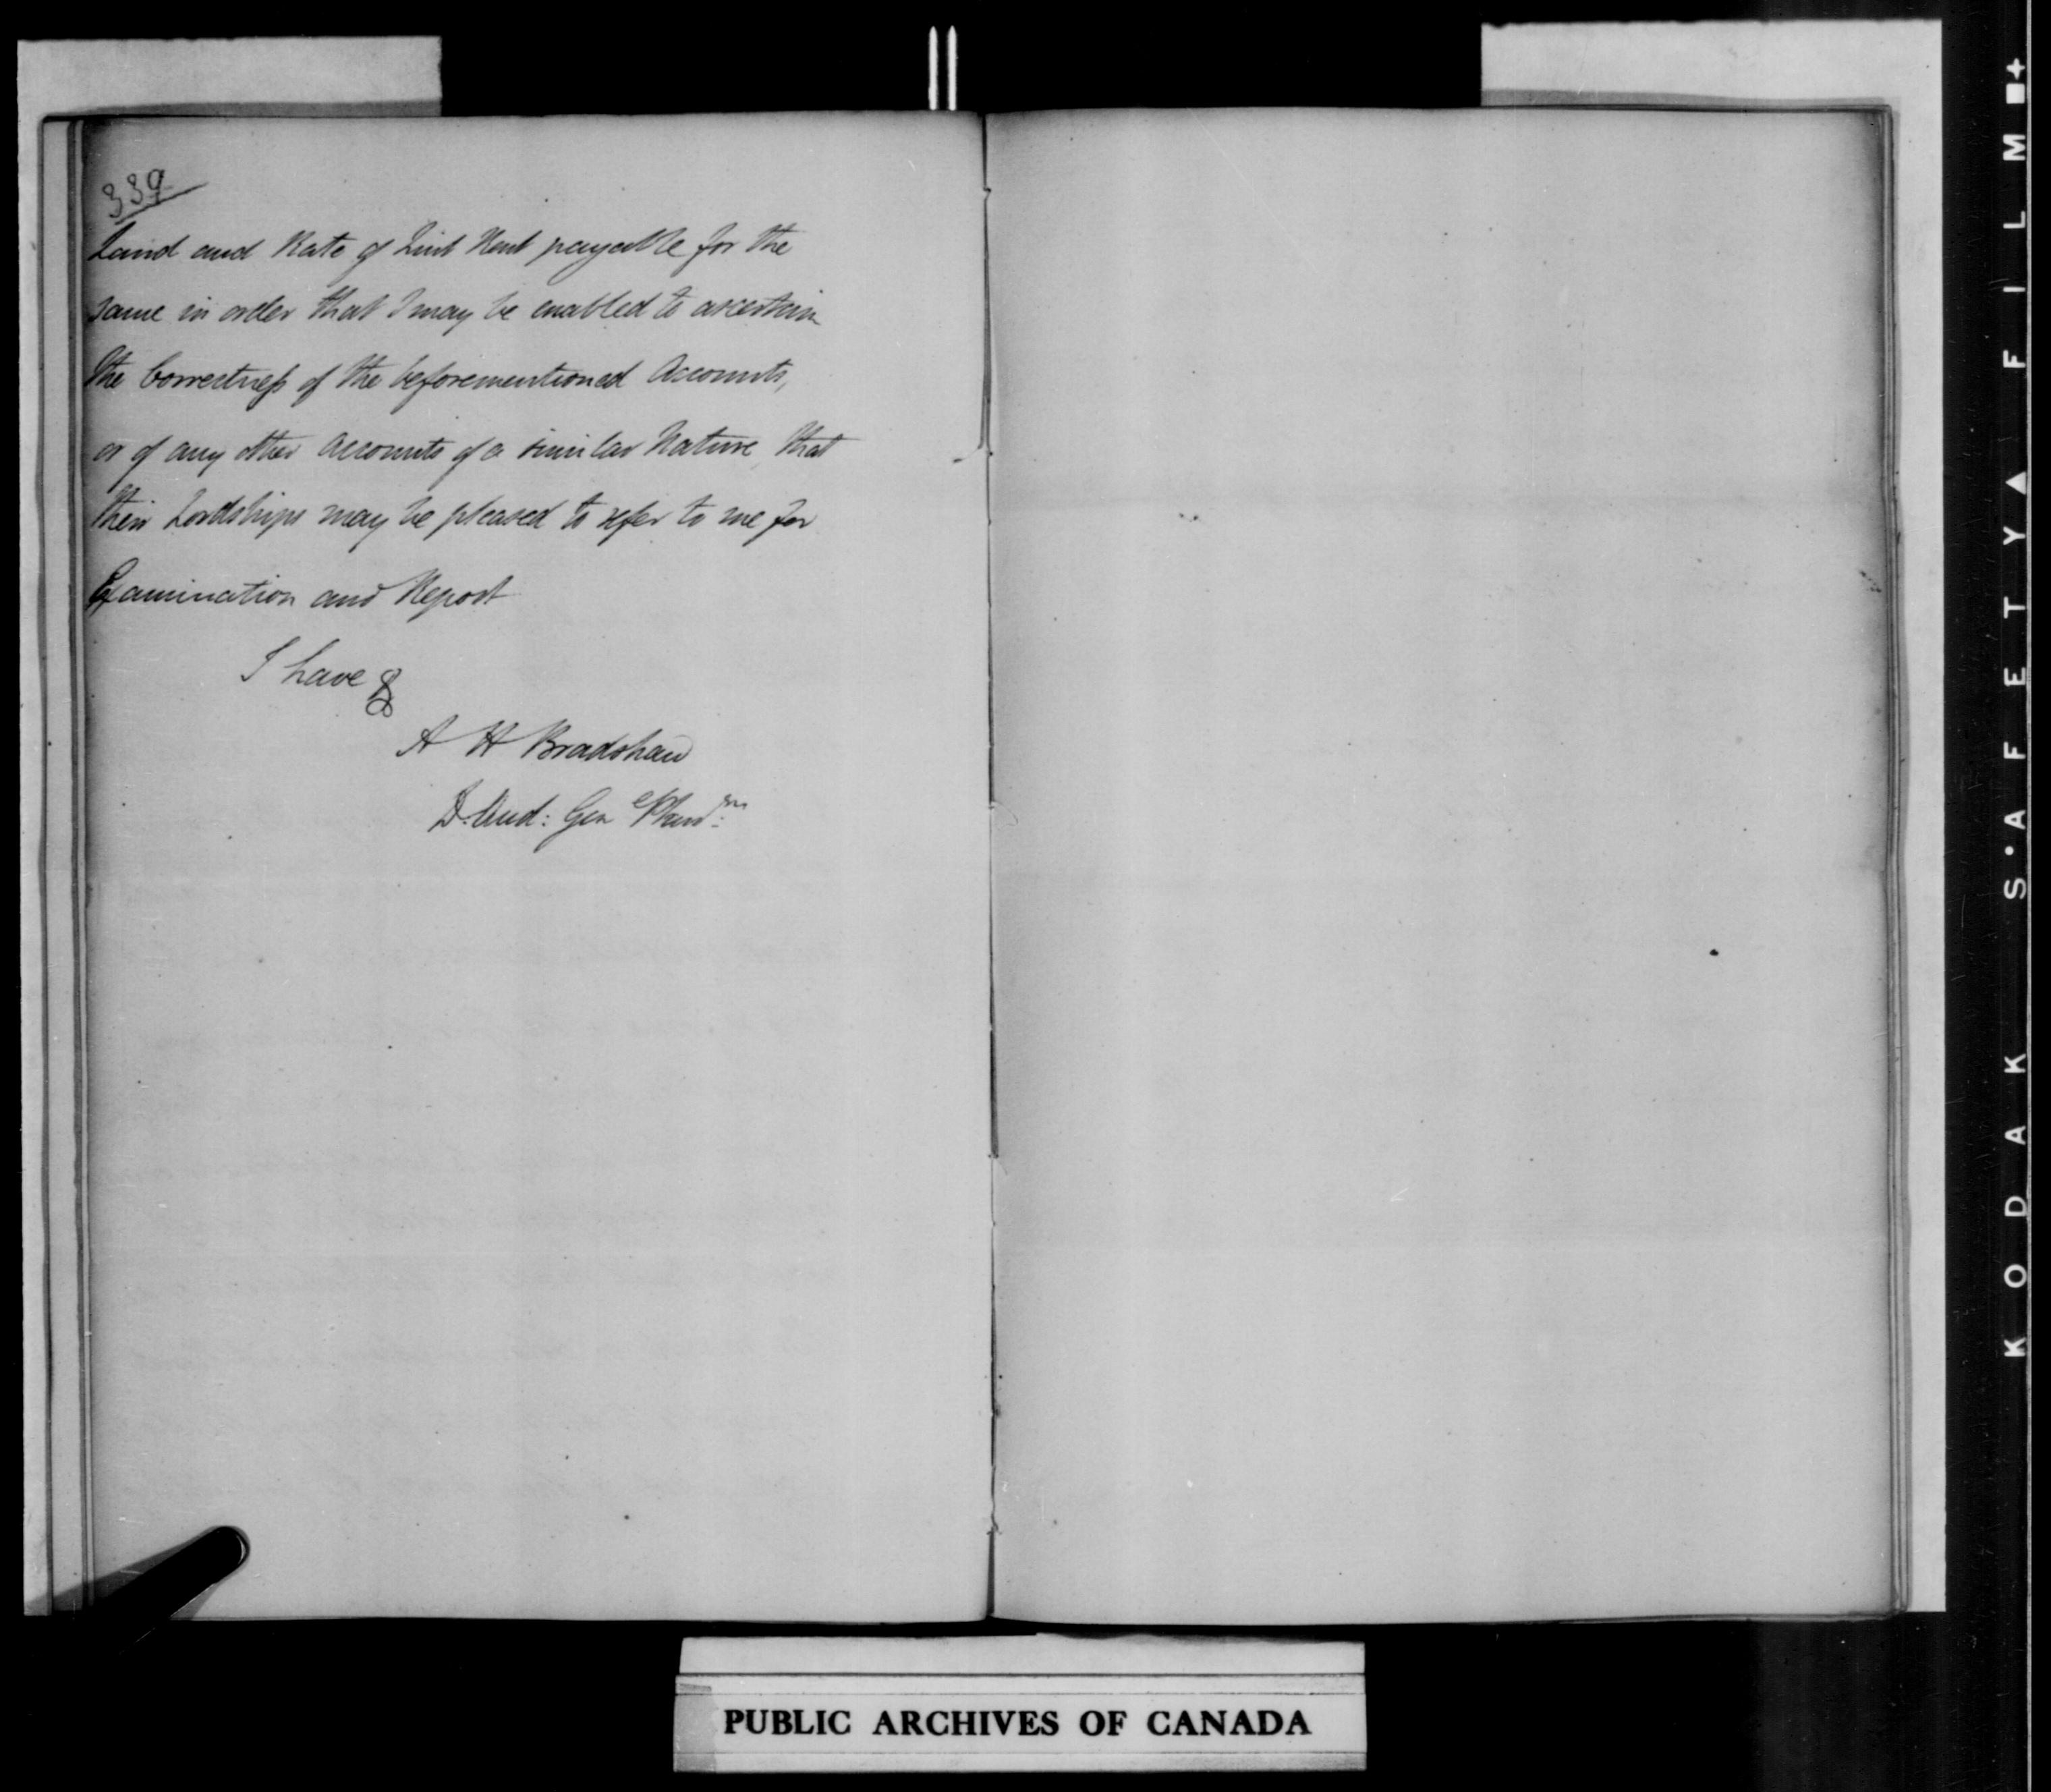 339
Land and Rate of Quit Rent payable for the
same in order that I may be enabled to ascertain
the Correctness of the beforementioned Accounts,
or of any other Accounts of a similar Nature, that
their Lordships may be pleased to refer to me for
Examination and Report
I have &
A H Bradshaw
D. Aud: Gen
PUBLIC ARCHIVES OF CANADA
KODAK S·AFETY▲FILM■+